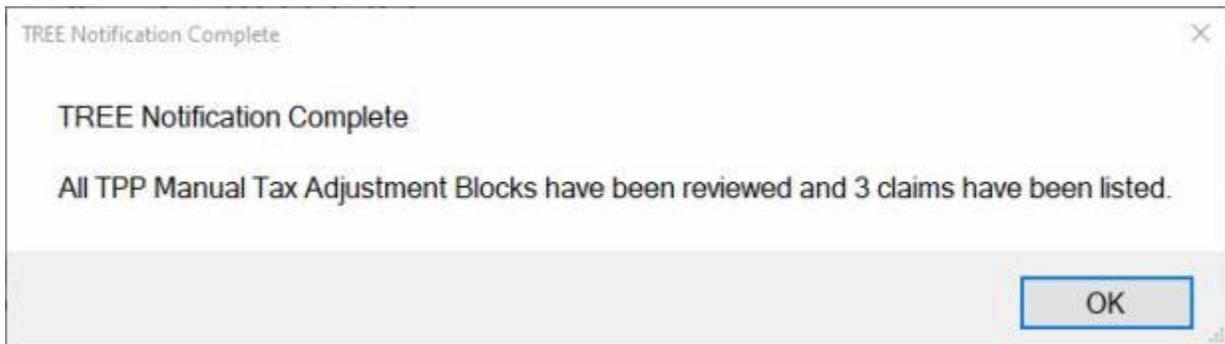 TREE Notification Complete
TREE Notification Complete
All TPP Manual Tax Adjustment Blocks have been reviewed and 3 claims have been listed.
OK